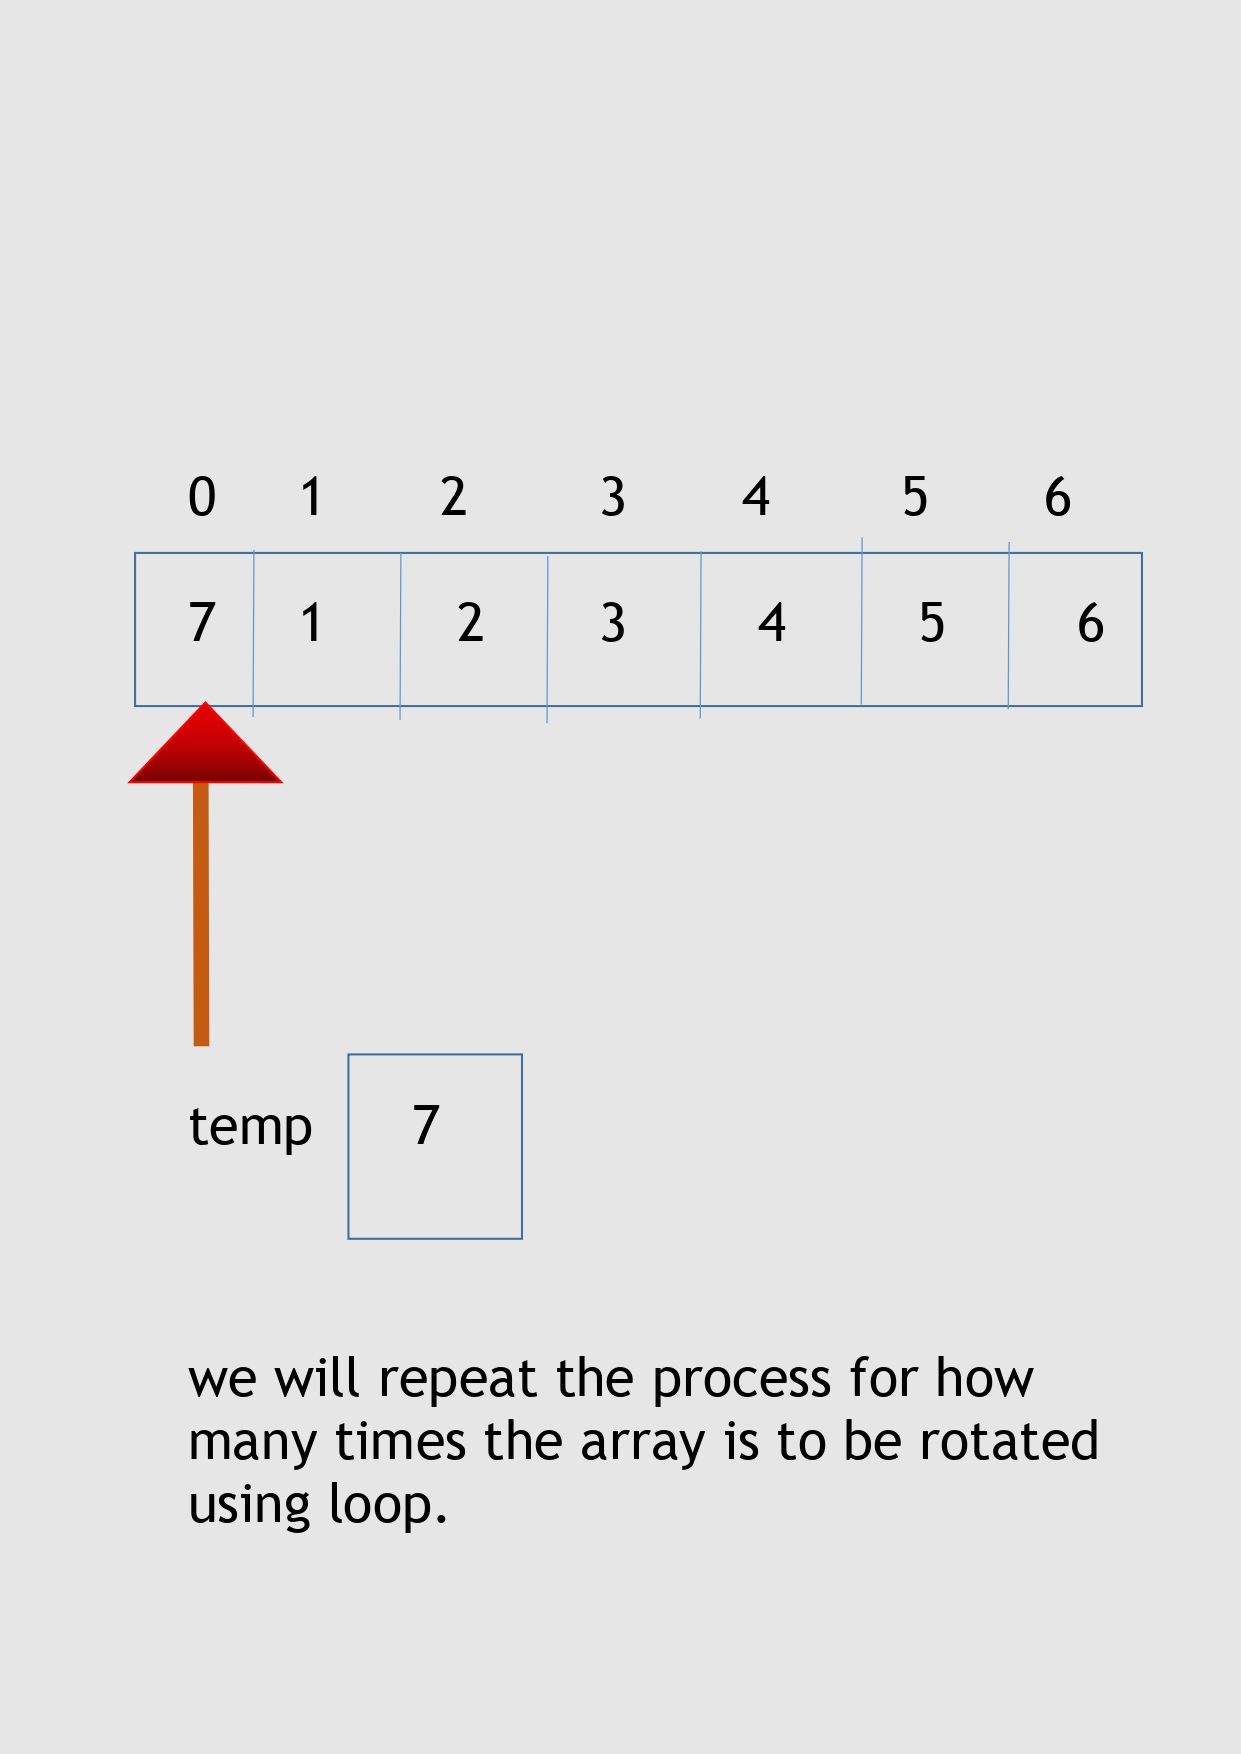 0 1 2 3 4 5 6
7 1 2 3 4 5 6
temp 7
we will repeat the process for how
many times the array is to be rotated
using loop.